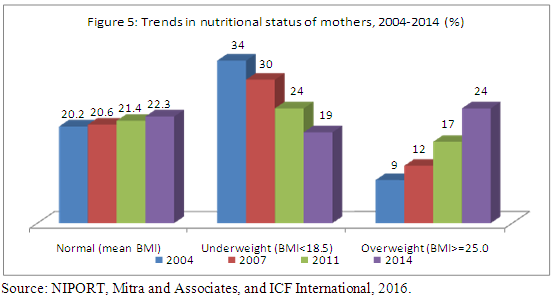 Figure 5: Trends in nutritional status of mothers, 2004-2014 (%)
34
30
24
24
20.2 20.6 21.4 22.3
19
17
12
9
Normal (mean BMI) Underweight (BMI<18.5) Overweight (BMI>=25.0
2004 2007 2011 2014
Source: NIPORT, Mitra and Associates, and ICF International, 2016.